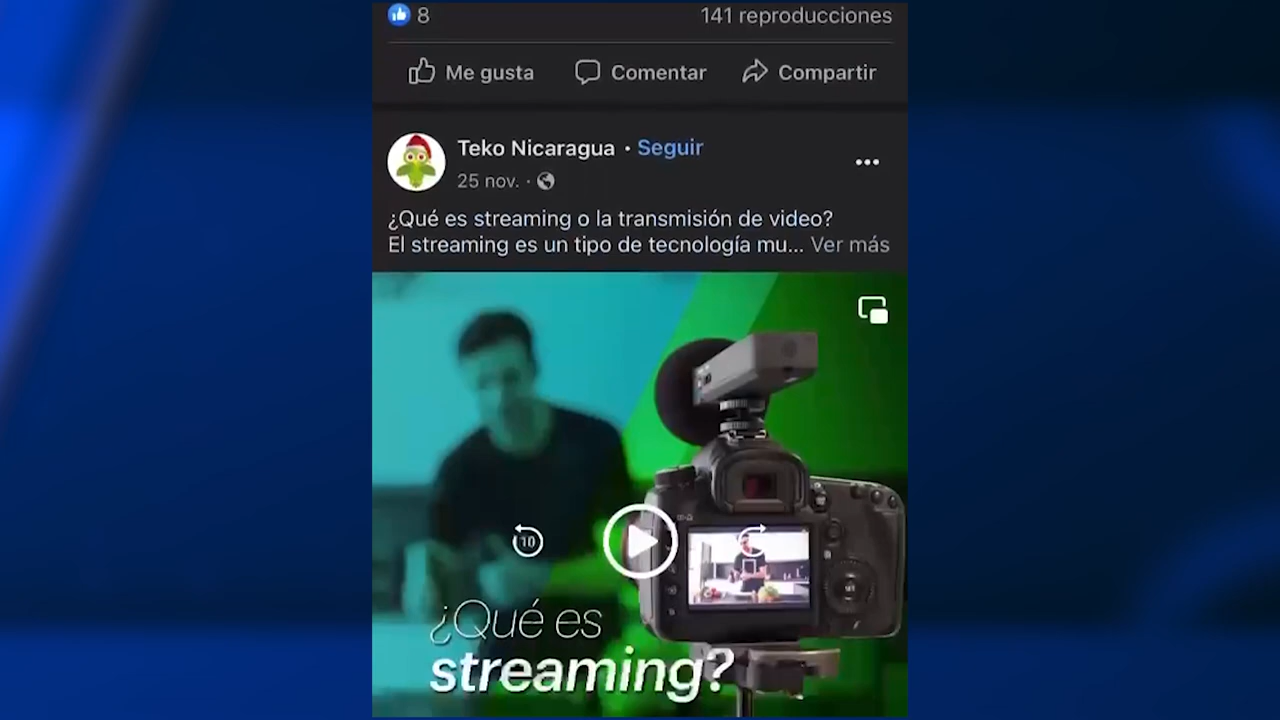 8
141 reproducciones
Me gusta
Comentar
Compartir
Teko Nicaragua · Seguir
25 nov. ·
¿Qué es streaming o la transmisión de video?
El streaming es un tipo de tecnología mu... Ver más
10
¿Qué es
streaming?